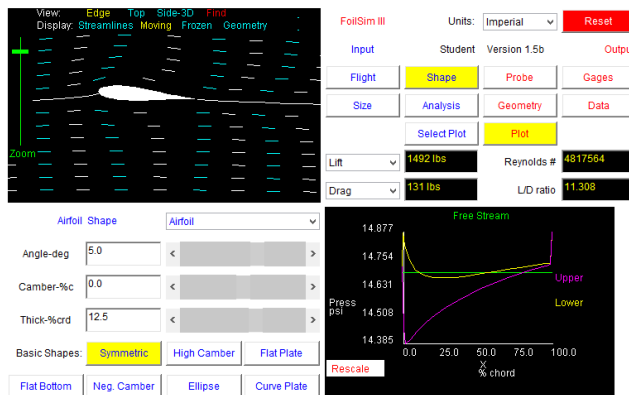 View: Edge Top Side-3D Find
Display: Streamlines Moving Frozen Geometry
Zoom
FoilSim III Units: Imperial Reset
Input Student Version 1.5b Outpu
Flight Shape Probe Gages
Size Analysis Geometry Data
Select Plot Plot
Lift 1492 lbs Reynolds # 4817564
Drag 131 lbs L/D ratio 11.308
Airfoil Shape Airfoil
Angle-deg 5.0
Camber-%c 0.0
Thick-%crd 12.5
Basic Shapes: Symmetric High Camber Flat Plate
Flat Bottom Neg. Camber Ellipse Curve Plate
Free Stream
14.877
14.754
14.631
14.508
14.385
Press
psi
Upper
Lower
0.0 25.0 50.0 75.0 100.0
X
% chord
Rescale